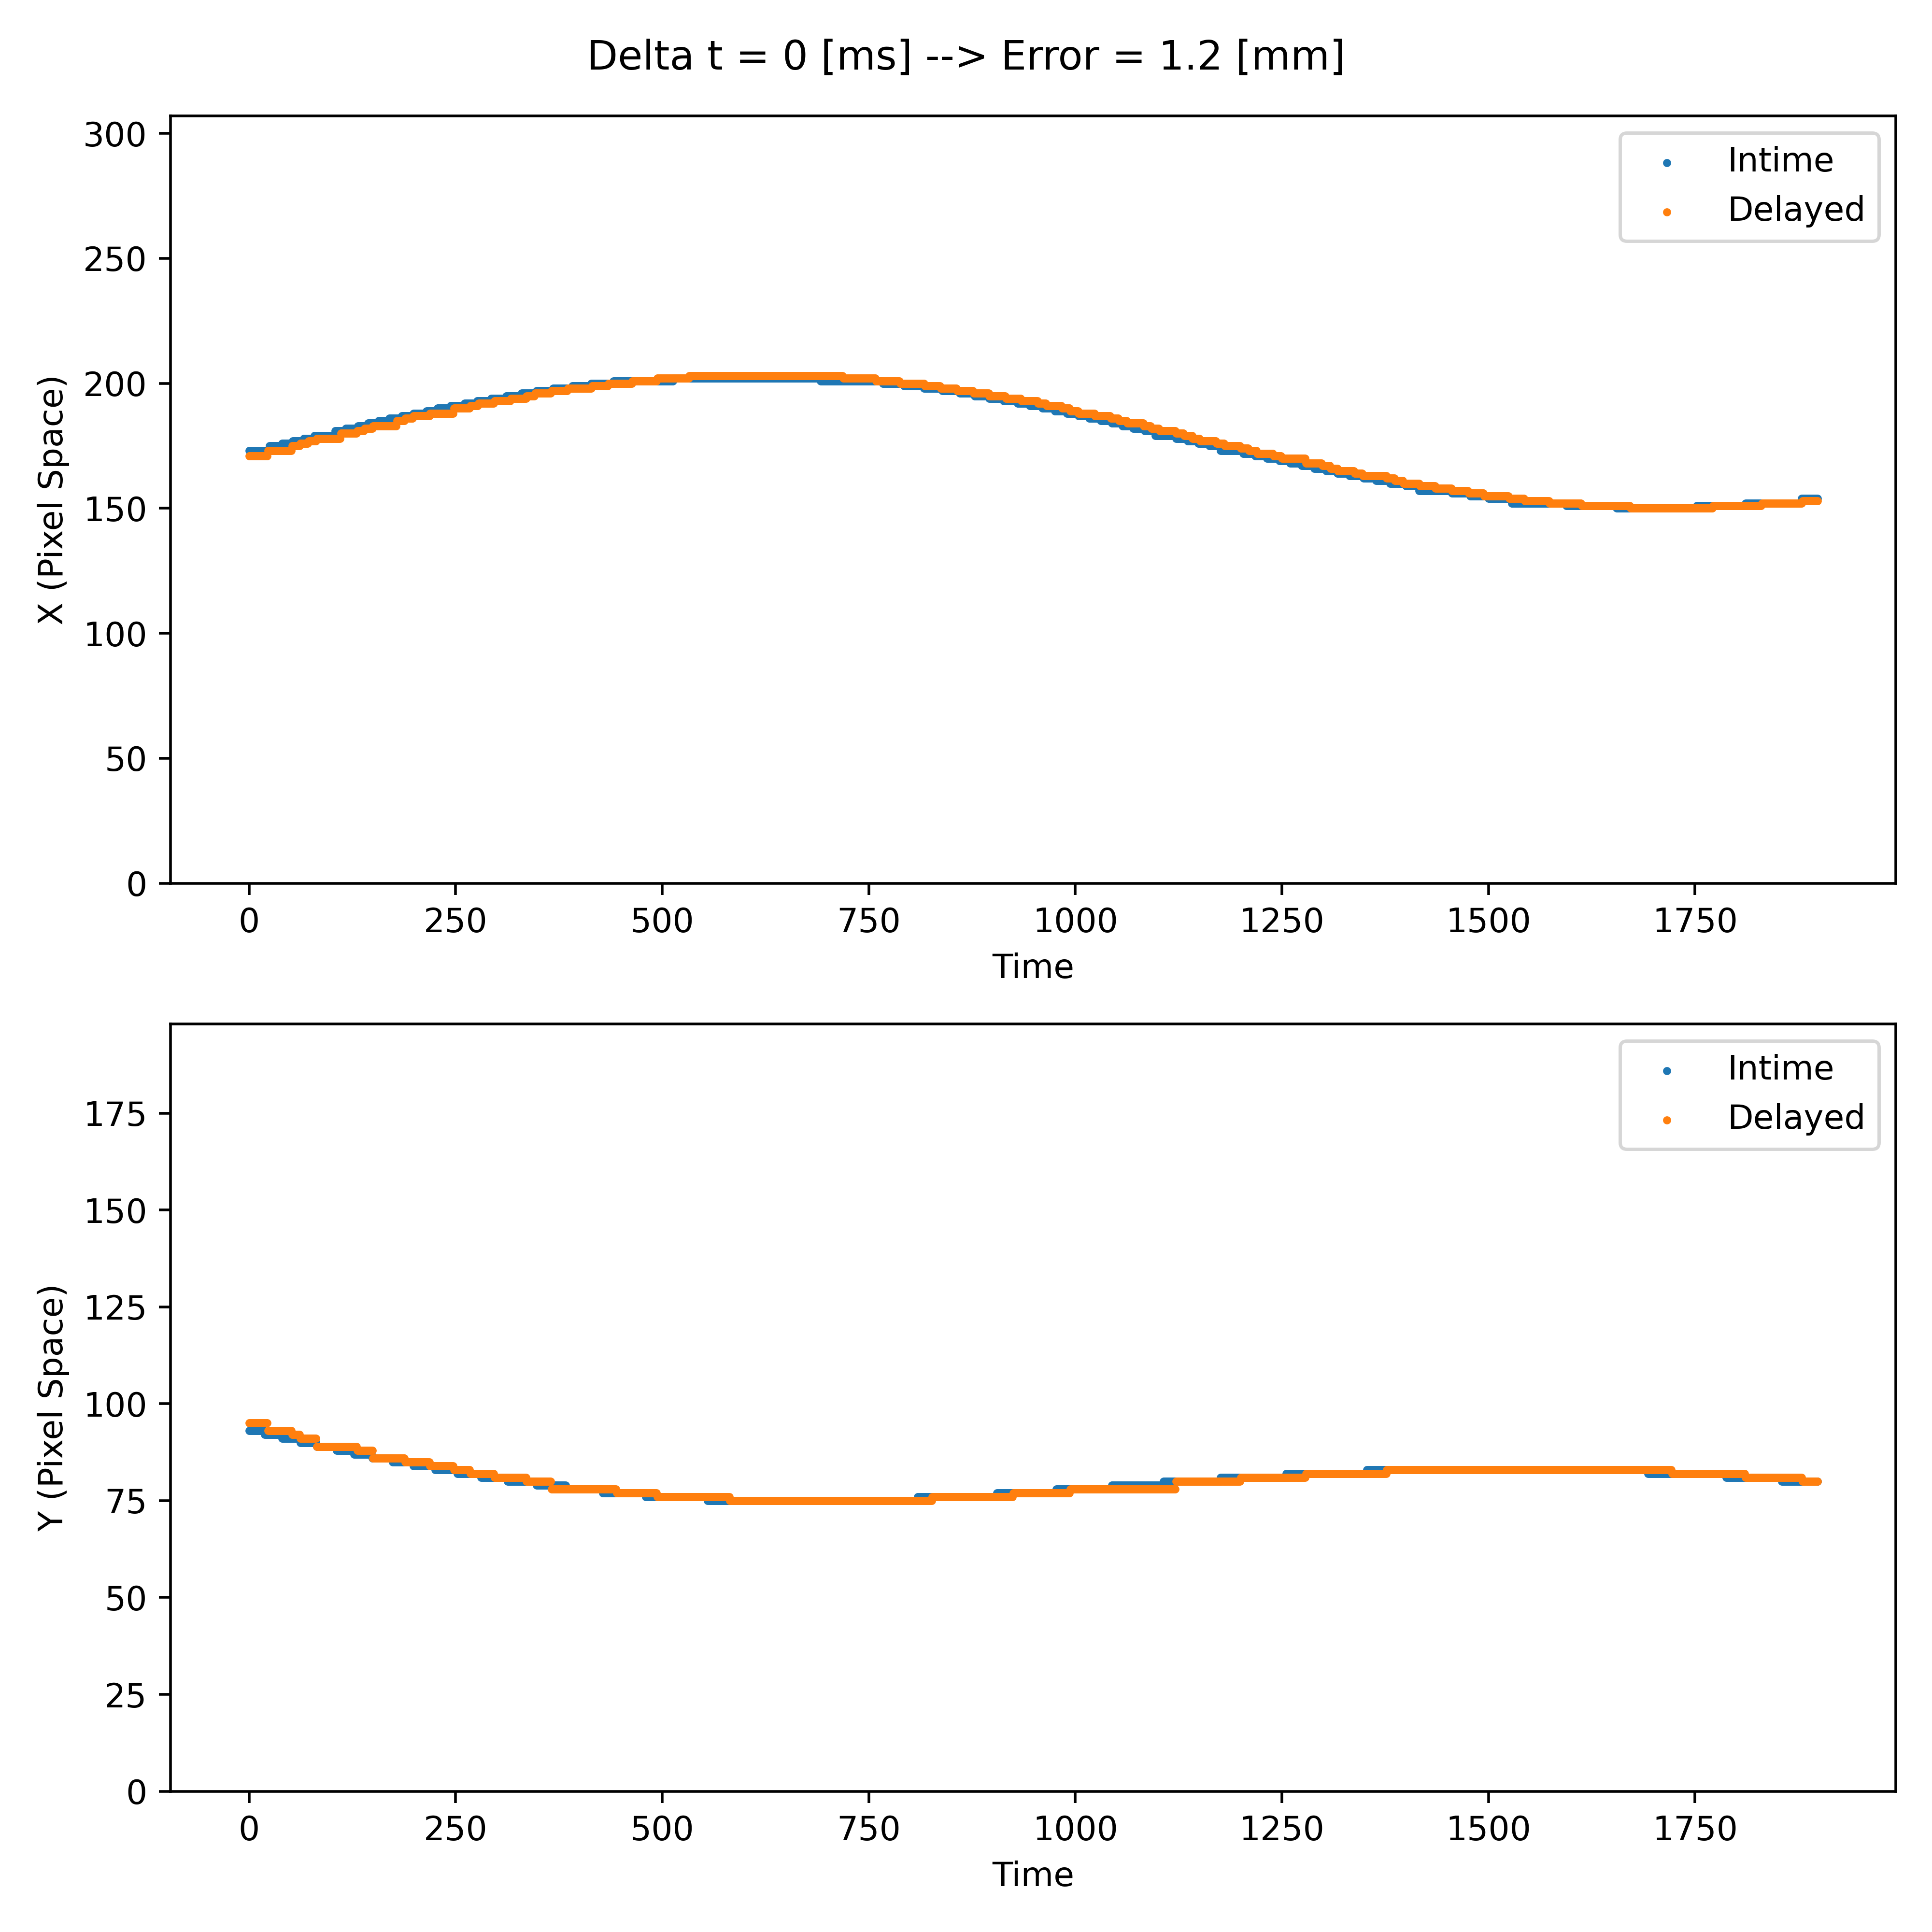 Delta t = 0 [ms] --> Error = 1.2 [mm]
300
250
200
150
100
50
0
X (Pixel Space)
Intime
Delayed
0 250 500 750 1000 1250 1500 1750
Time
175
150
125
100
75
50
25
0
Y (Pixel Space)
Intime
Delayed
0 250 500 750 1000 1250 1500 1750
Time